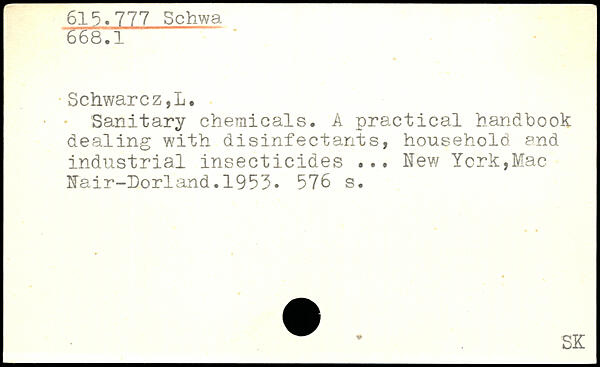 615.777 Schwa
668.1
Schwarcz,L.
Sanitary chemicals. A practical handbook
dealing with disinfectants, household and
industrial insecticides ... New York,Mac
Nair-Dorland.1953. 576 s.
SK